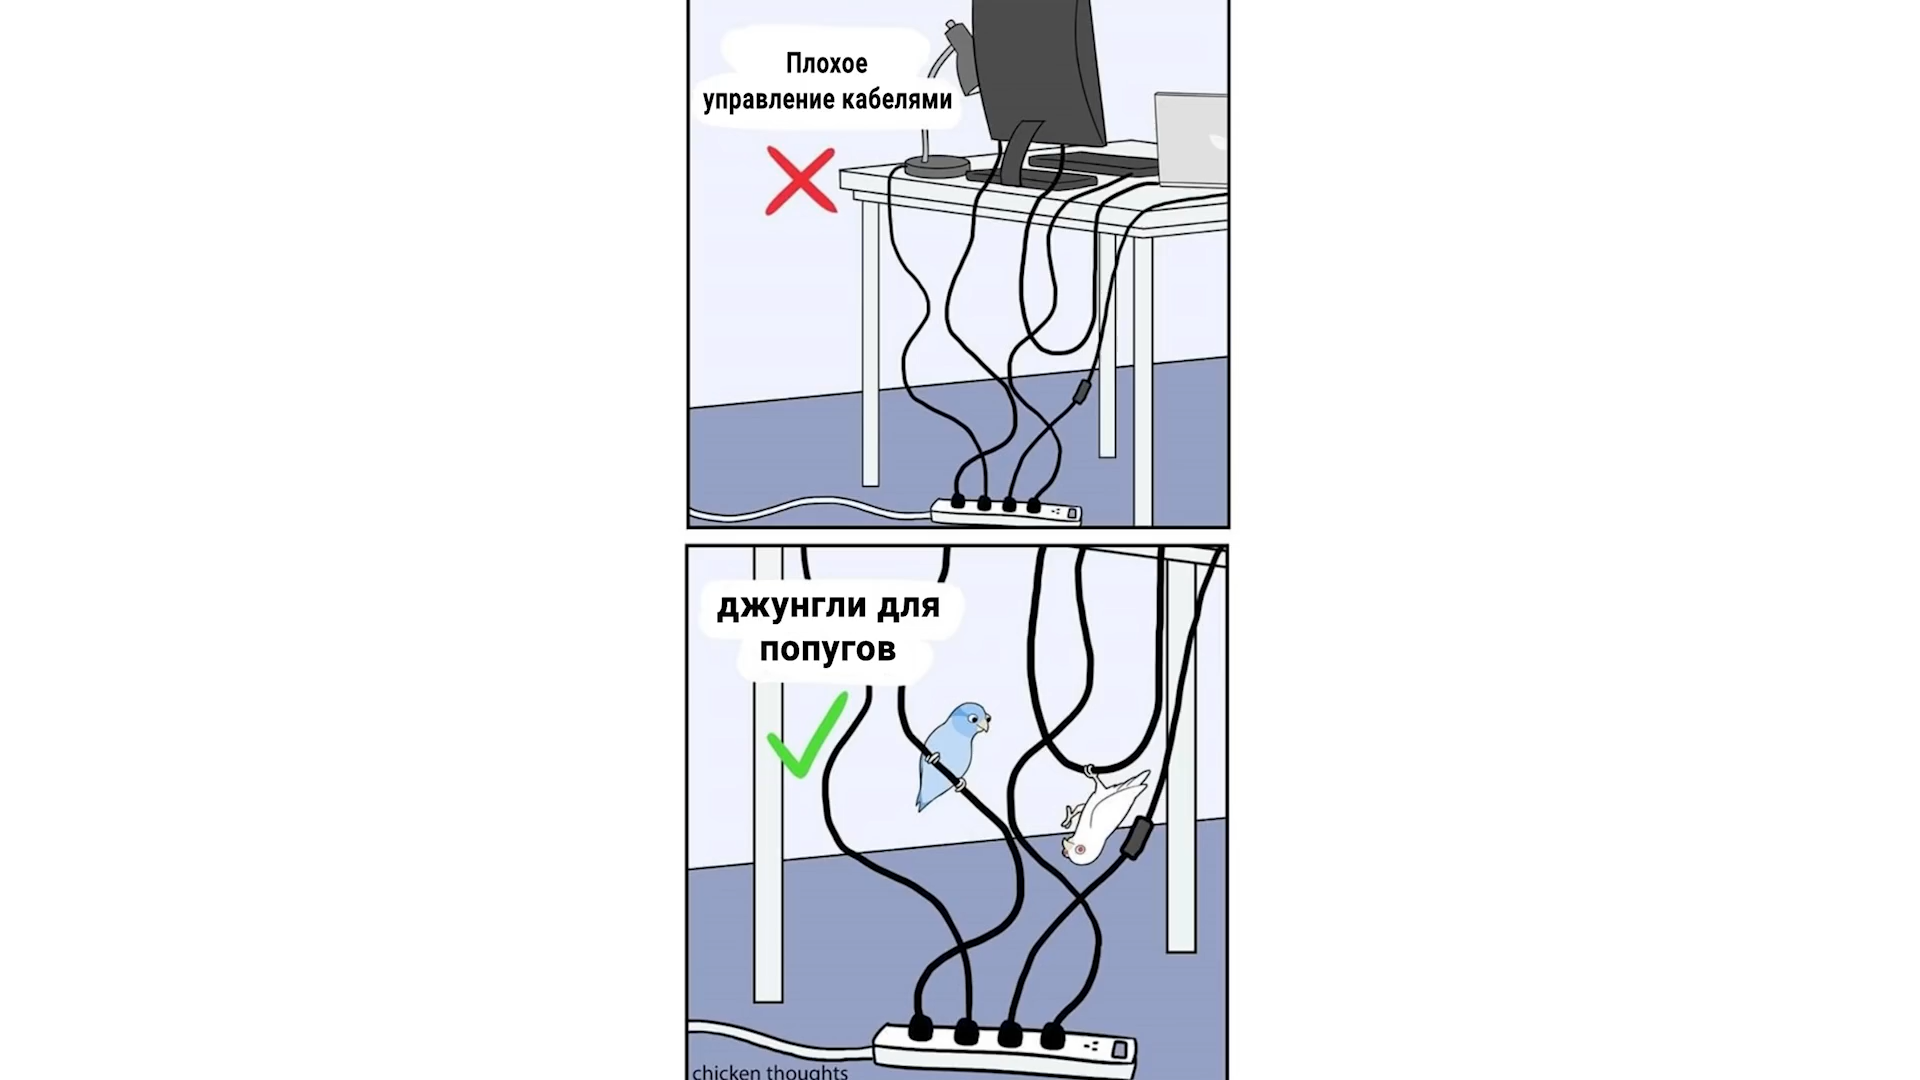 Плохое
управление кабелями
джунгли для
попугов
chicken thoughts